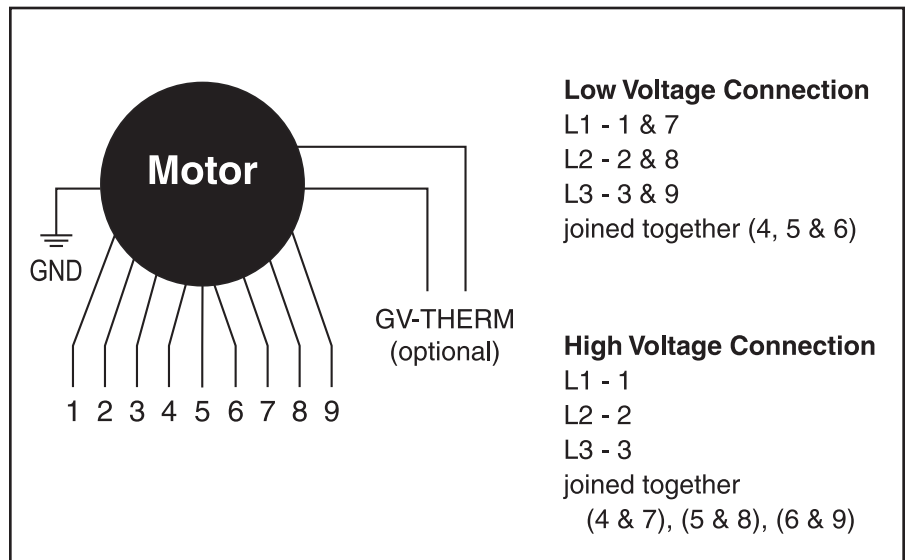 Motor
GND
1 2 3 4 5 6 7 8 9
GV-THERM
(optional)
Low Voltage Connection
L1 - 1 & 7
L2 - 2 & 8
L3 - 3 & 9
joined together (4, 5 & 6)
High Voltage Connection
L1 - 1
L2 - 2
L3 - 3
joined together
(4 & 7), (5 & 8), (6 & 9)